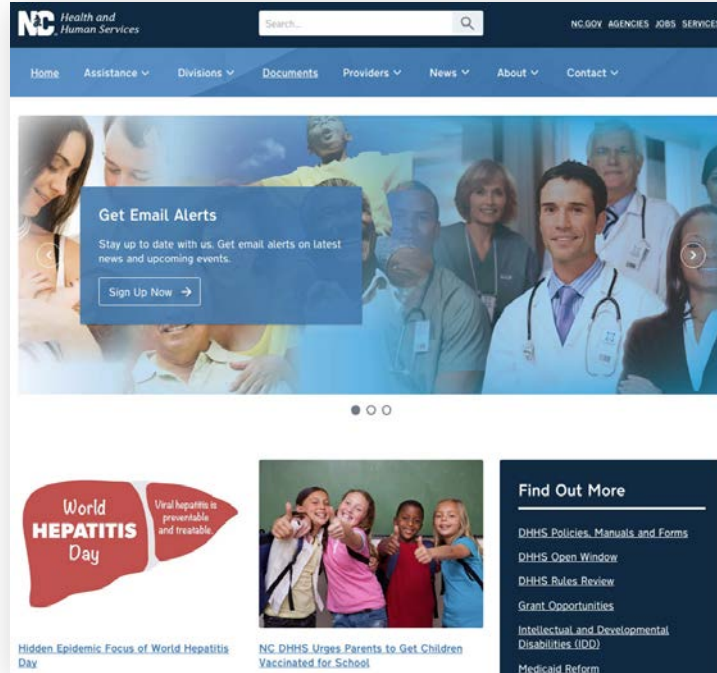 NC Health and
Human Services
Search...
NC.GOV AGENCIES JOBS SERVICES
Home Assistance Divisions Documents Providers News About Contact
Get Email Alerts
Stay up to date with us. Get email alerts on latest
news and upcoming events.
Sign Up Now →
World
HEPATITIS
Day
Viral hepatitis is
preventable
and treatable.
Hidden Epidemic Focus of World Hepatitis
Day
NC DHHS Urges Parents to Get Children
Vaccinated for School
Find Out More
DHHS Policies, Manuals and Forms
DHHS Open Window
DHHS Rules Review
Grant Opportunities
Intellectual and Developmental
Disabilities (IDD)
Medicaid Reform